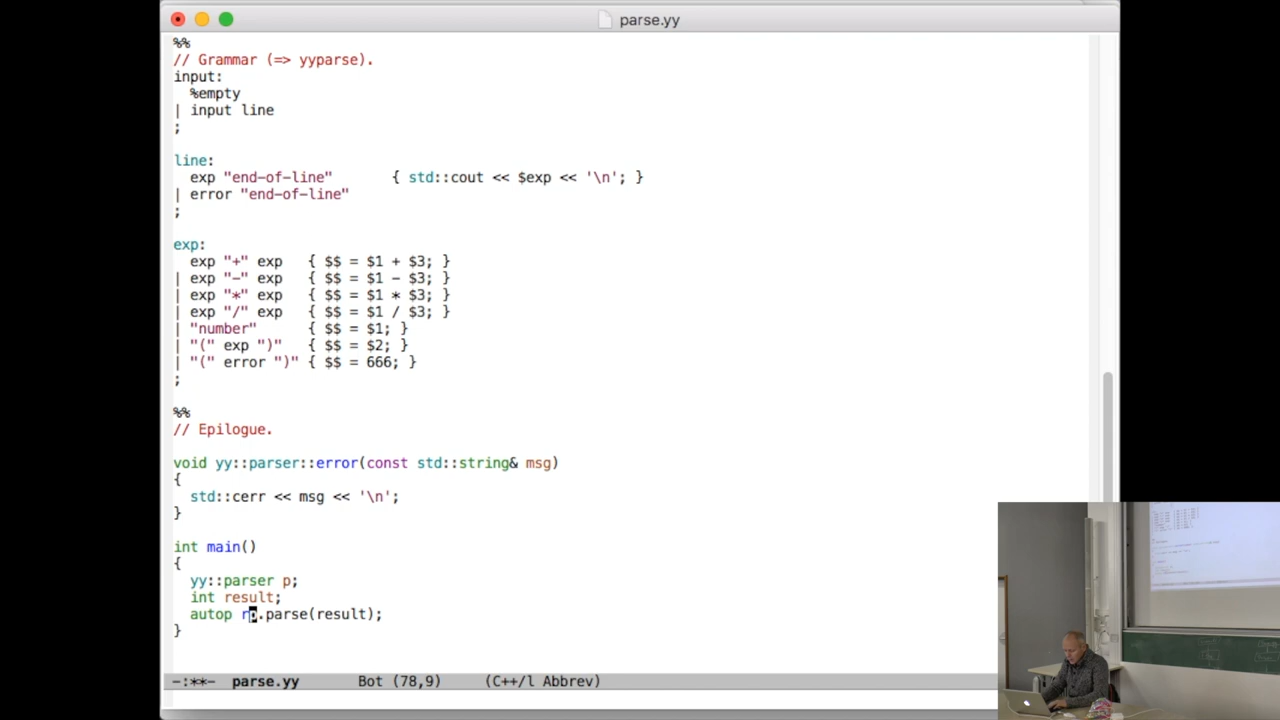 parse.yy
%%
// Grammar (=> yyparse).
input:
  %empty
| input line
;
line:
  exp "end-of-line"       { std::cout << $exp << '\n'; }
| error "end-of-line"
;
exp:
  exp "+" exp   { $$ = $1 + $3; }
| exp "-" exp   { $$ = $1 - $3; }
| exp "*" exp   { $$ = $1 * $3; }
| exp "/" exp   { $$ = $1 / $3; }
| "number"      { $$ = $1; }
| "(" exp ")"   { $$ = $2; }
| "(" error ")" { $$ = 666; }
;
%%
// Epilogue.
void yy::parser::error(const std::string& msg)
{
  std::cerr << msg << '\n';
}
int main()
{
  yy::parser p;
  int result;
  autop rp.parse(result);
}
-:**-  parse.yy       Bot (78,9)      (C++/l Abbrev)